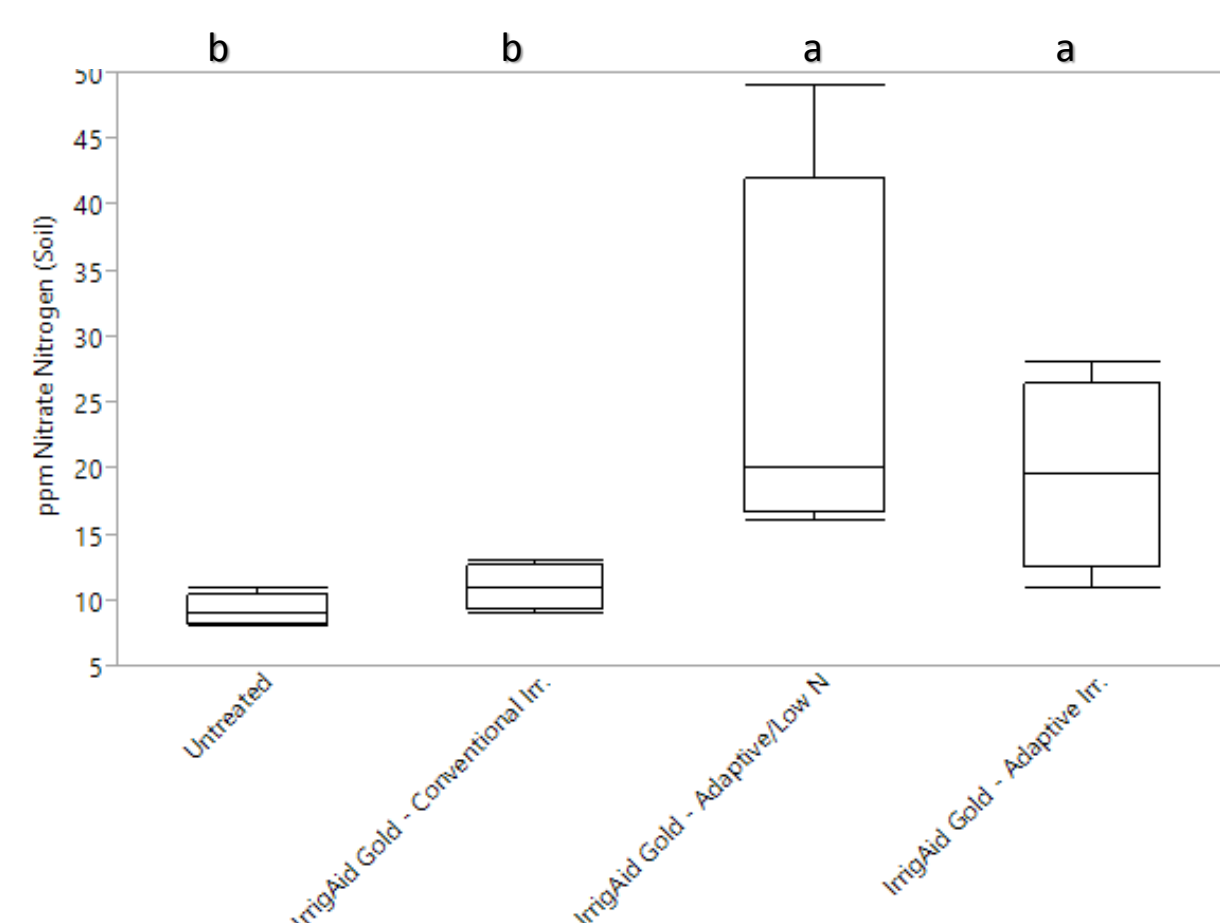 b b a a
50
45
40
35
30
25
20
15
10
5
ppm Nitrate Nitrogen (Soil)
Untreated
IrrigAid Gold - Conventional Irr.
IrrigAid Gold - Adaptive/Low N
IrrigAid Gold - Adaptive Irr.